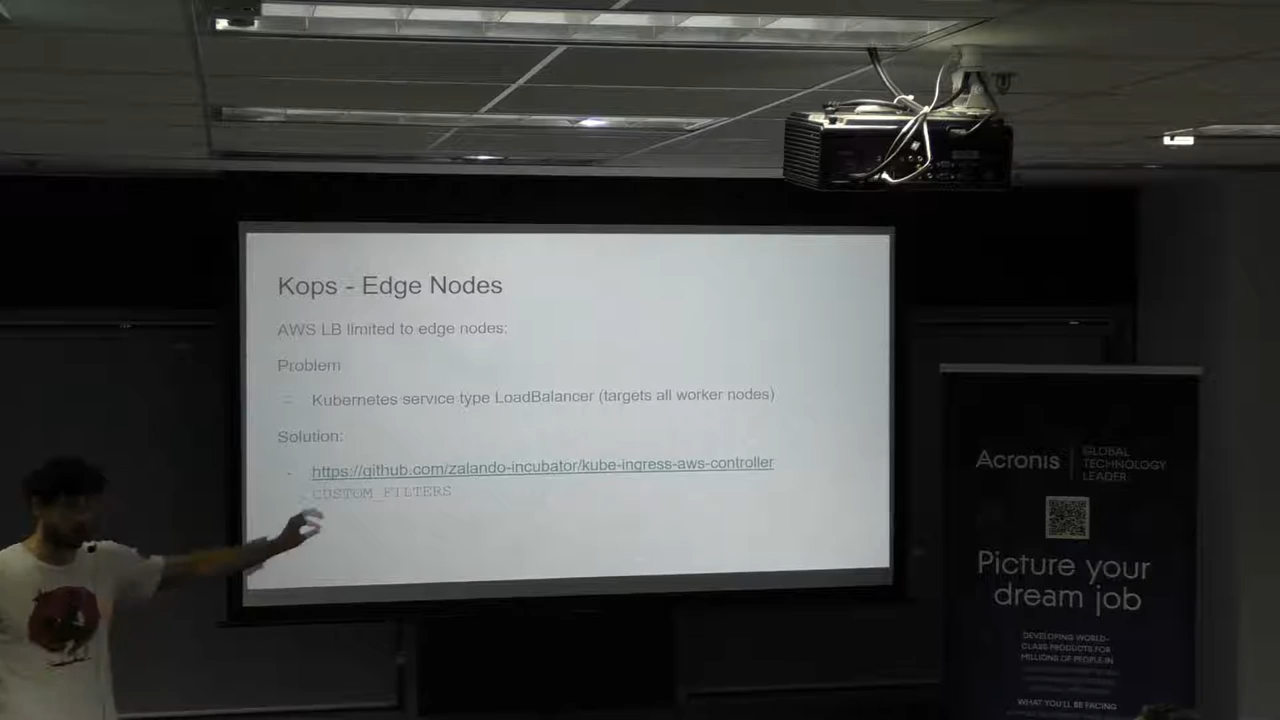 Kops - Edge Nodes
AWS LB limited to edge nodes:
Problem
Kubernetes service type LoadBalancer (targets all worker nodes)
Solution:
- https://github.com/zalando-incubator/kube-ingress-aws-controller
CUSTOM_FILTERS
Acronis
GLOBAL
TECHNOLOGY
LEADER
Picture your
dream job
DEVELOPING WORLD-
CLASS PRODUCTS FOR
MILLIONS OF PEOPLE IN
WHAT YOU'LL BE FACING